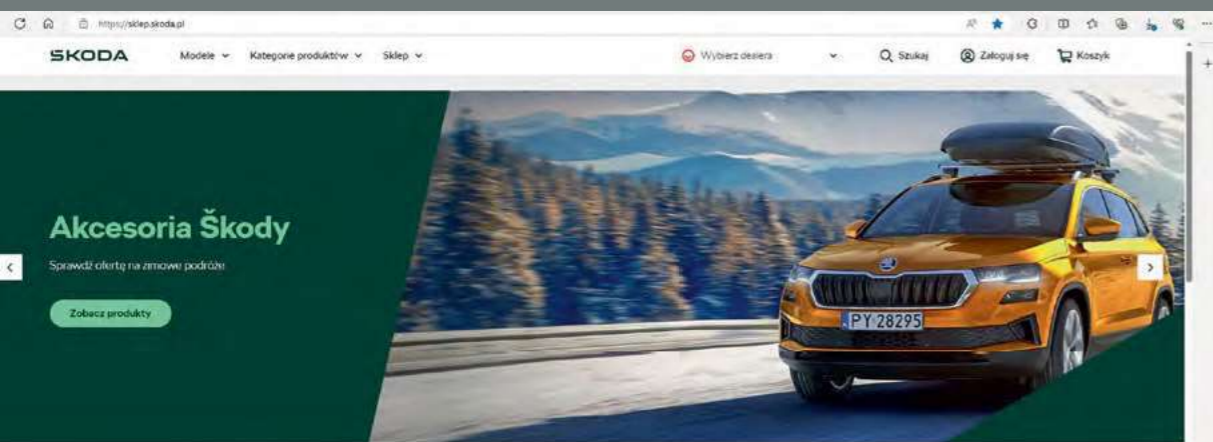 https://sklep.skoda.pl
SKODA Modele Kategorie produktów Sklep Wybierz dealera Szukaj Zaloguj się Koszyk
Akcesoria Škody
Sprawdź ofertę na zimowe podróże
Zobacz produkty
PY 28295